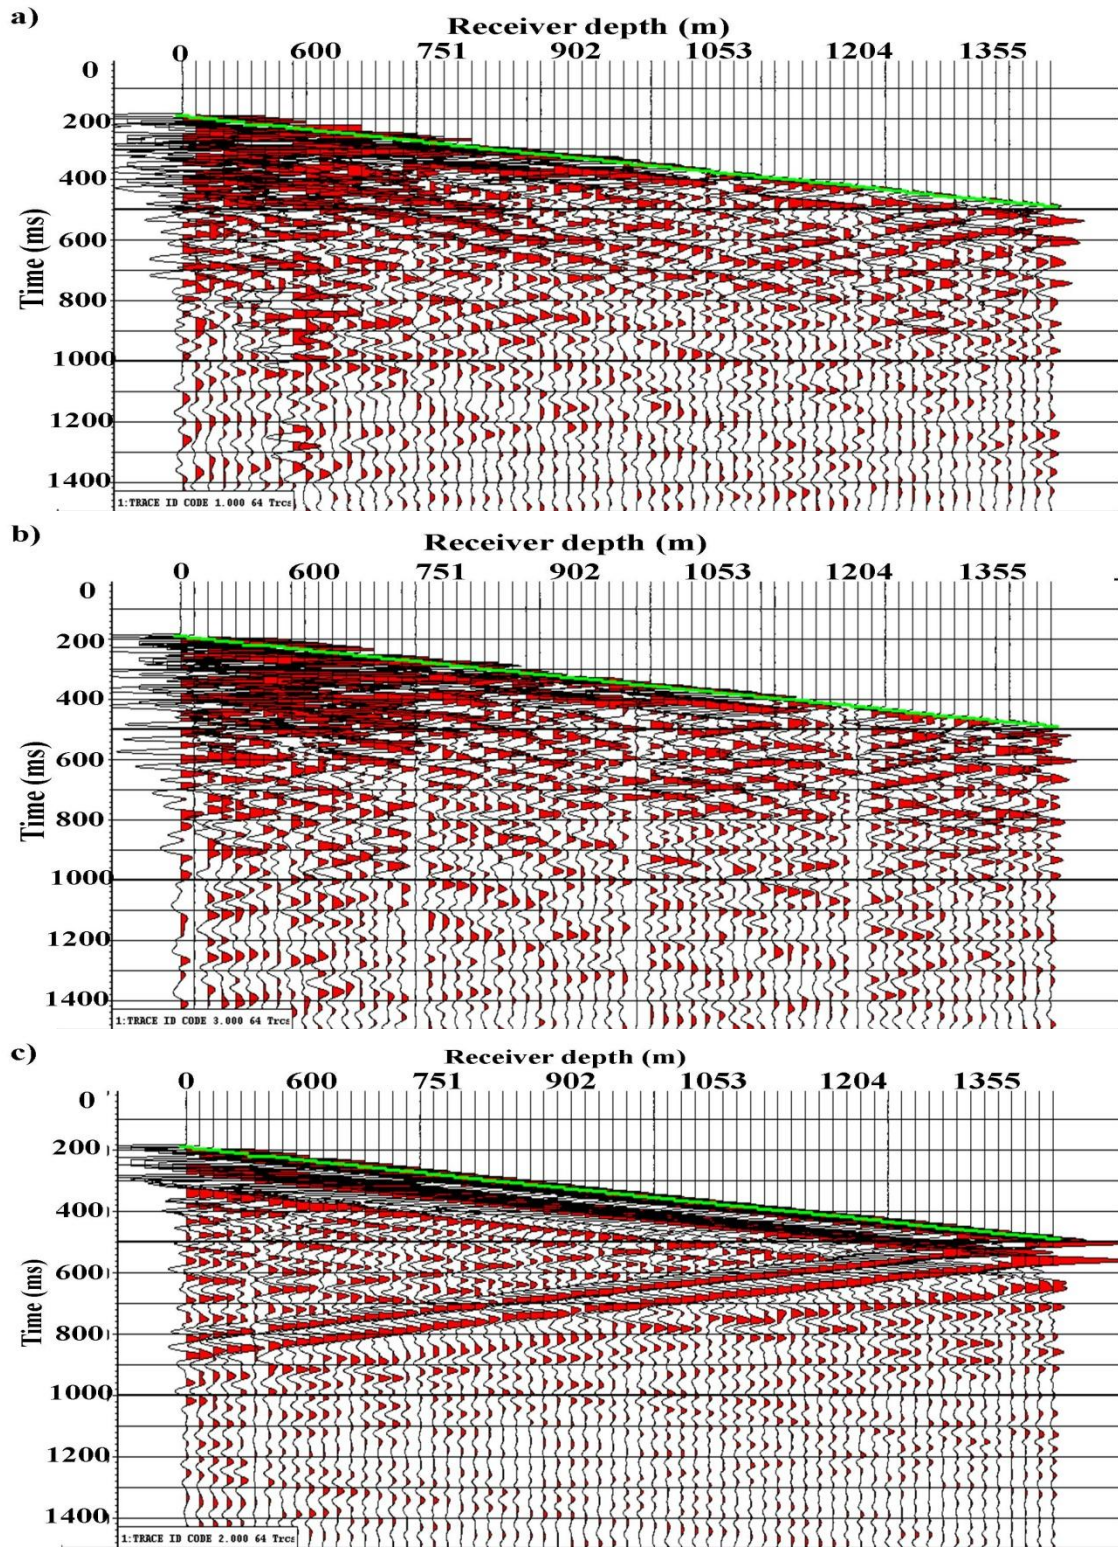 a)
Receiver depth (m)
0 600 751 902 1053 1204 1355
0
200
400
600
800
1000
1200
1400
Time (ms)
1:TRACE ID CODE 1.000 64 Trcs
b)
Receiver depth (m)
0 600 751 902 1053 1204 1355
0
200
400
600
800
1000
1200
1400
Time (ms)
1:TRACE ID CODE 3.000 64 Trcs
c)
Receiver depth (m)
0 600 751 902 1053 1204 1355
0
200
400
600
800
1000
1200
1400
Time (ms)
1:TRACE ID CODE 2.000 64 Trcs